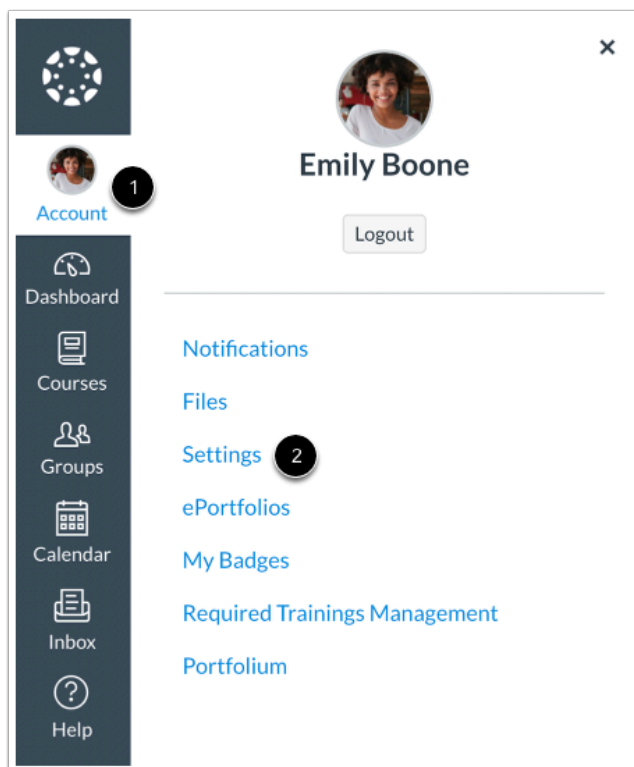 ×
Emily Boone
Logout
1
Account
Dashboard
Courses
Groups
Calendar
Inbox
Help
Notifications
Files
Settings 2
ePortfolios
My Badges
Required Trainings Management
Portfolium